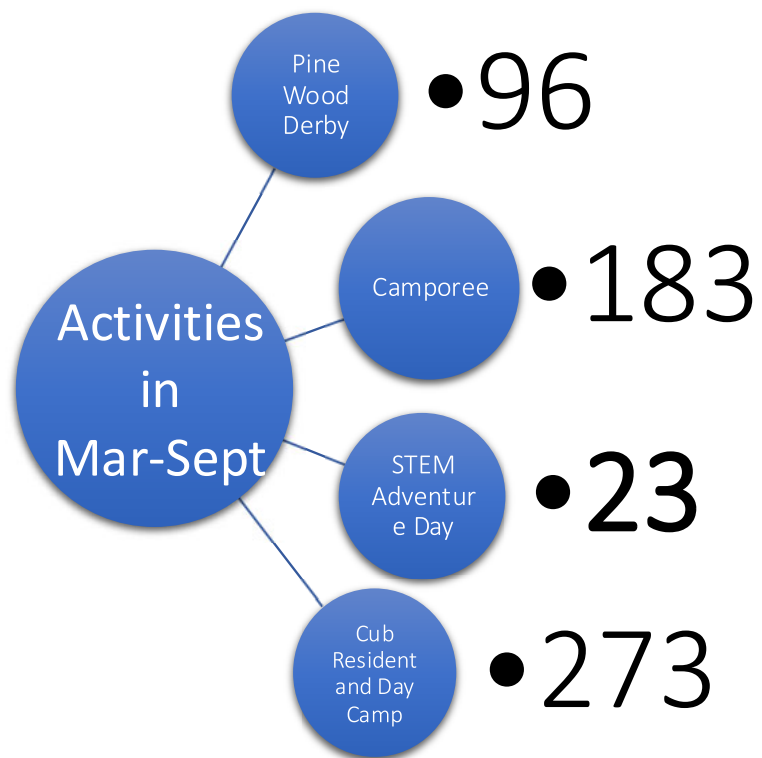 Pine
Wood
Derby
•96
Camporee
•183
Activities
in
Mar-Sept
STEM
Adventur
e Day
•23
Cub
Resident
and Day
Camp
•273